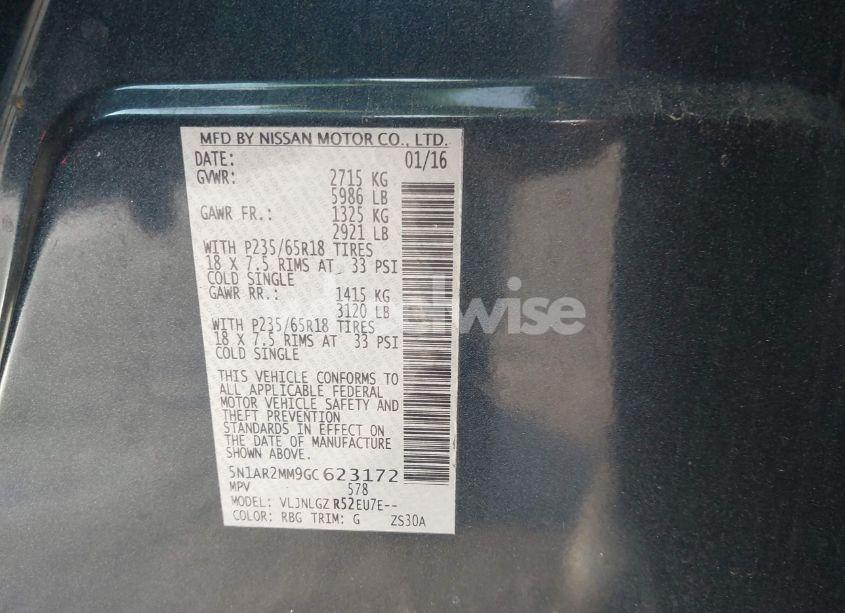 MFD BY NISSAN MOTOR CO., LTD.
DATE: 01/16
GVWR: 2715 KG
5986 LB
GAWR FR.: 1325 KG
2921 LB
WITH P235/65R18 TIRES
18 X 7.5 RIMS AT 33 PSI
COLD SINGLE
GAWR RR.: 1415 KG
3120 LB
WITH P235/65R18 TIRES
18 X 7.5 RIMS AT 33 PSI
COLD SINGLE
THIS VEHICLE CONFORMS TO
ALL APPLICABLE FEDERAL
MOTOR VEHICLE SAFETY AND
THEFT PREVENTION
STANDARDS IN EFFECT ON
THE DATE OF MANUFACTURE
SHOWN ABOVE.
5N1AR2MM9GC623172
MPV 578
MODEL: VLJNLGZ R52EU7E--
COLOR: RBG TRIM: G ZS30A